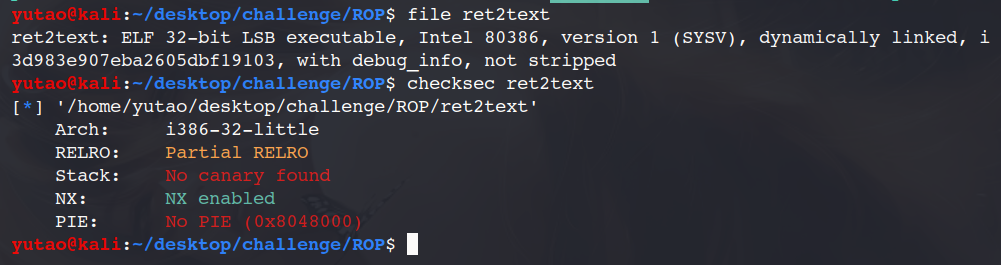 yutao@kali:~/desktop/challenge/ROP$ file ret2text
ret2text: ELF 32-bit LSB executable, Intel 80386, version 1 (SYSV), dynamically linked, i
3d983e907eba2605dbf19103, with debug_info, not stripped
yutao@kali:~/desktop/challenge/ROP$ checksec ret2text
[*] '/home/yutao/desktop/challenge/ROP/ret2text'
    Arch:     i386-32-little
    RELRO:    Partial RELRO
    Stack:    No canary found
    NX:       NX enabled
    PIE:      No PIE (0x8048000)
yutao@kali:~/desktop/challenge/ROP$